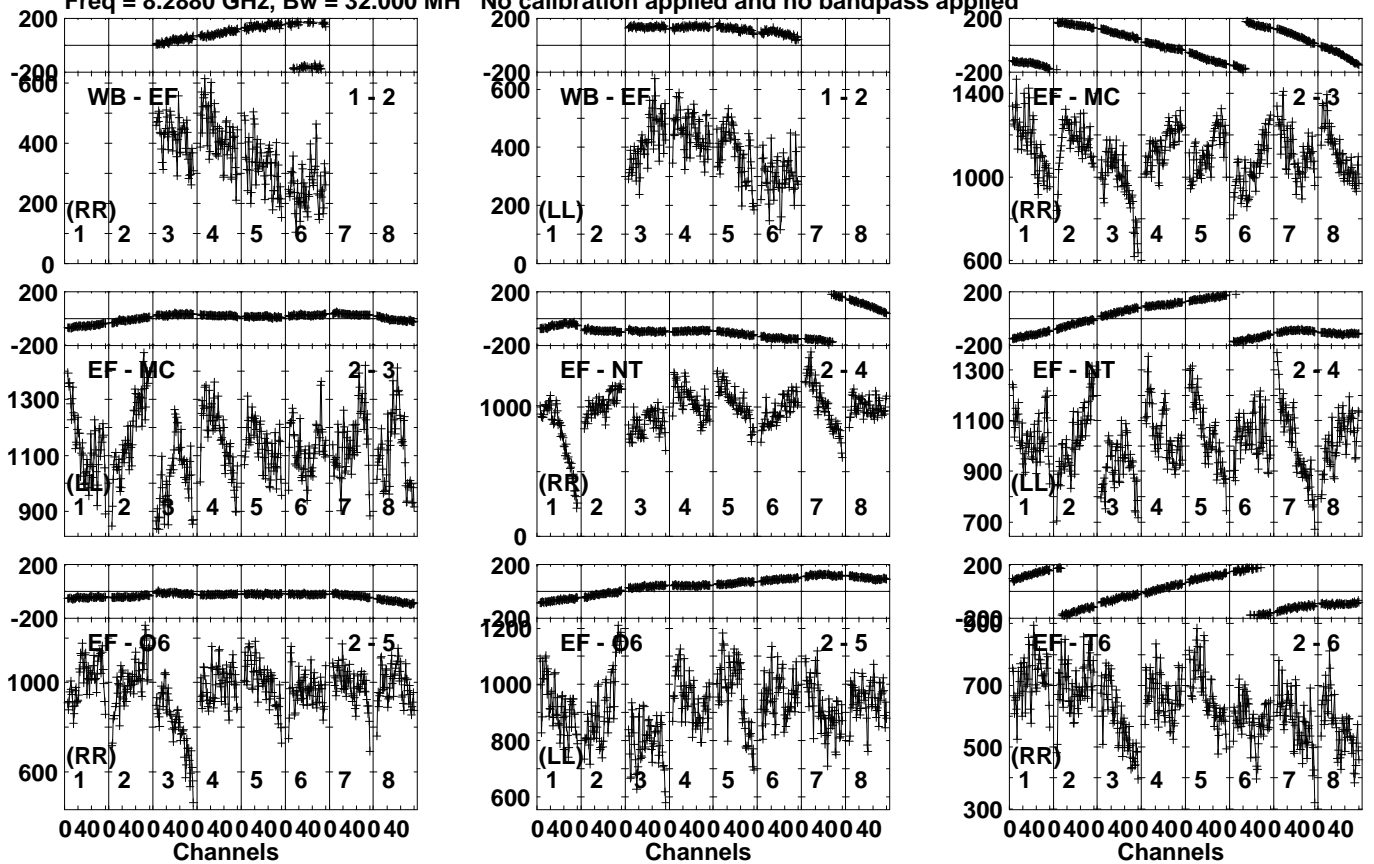 Freq = 8.2880 GHz, Bw = 32.000 MH No calibration applied and no bandpass applied
200
-200
600
400
200
0
WB - EF 1 - 2
(RR)
1 2 3 4 5 6 7 8
200
-200
600
400
200
0
WB - EF 1 - 2
(LL)
1 2 3 4 5 6 7 8
200
-200
1400
1000
600
EF - MC 2 - 3
(RR)
1 2 3 4 5 6 7 8
200
-200
1300
1100
900
EF - MC 2 - 3
(LL)
1 2 3 4 5 6 7 8
200
-200
1000
0
EF - NT 2 - 4
(RR)
1 2 3 4 5 6 7 8
200
-200
1300
1100
900
700
EF - NT 2 - 4
(LL)
1 2 3 4 5 6 7 8
200
-200
1000
600
EF - O6 2 - 5
(RR)
1 2 3 4 5 6 7 8
0 40 0 40 0 40 0 40 0 40 0 40 0 40 0 40
Channels
200
-200
1200
1000
800
600
EF - O6 2 - 5
(LL)
1 2 3 4 5 6 7 8
0 40 0 40 0 40 0 40 0 40 0 40 0 40 0 40
Channels
200
-200
900
700
500
300
EF - T6 2 - 6
(RR)
1 2 3 4 5 6 7 8
0 40 0 40 0 40 0 40 0 40 0 40 0 40 0 40
Channels